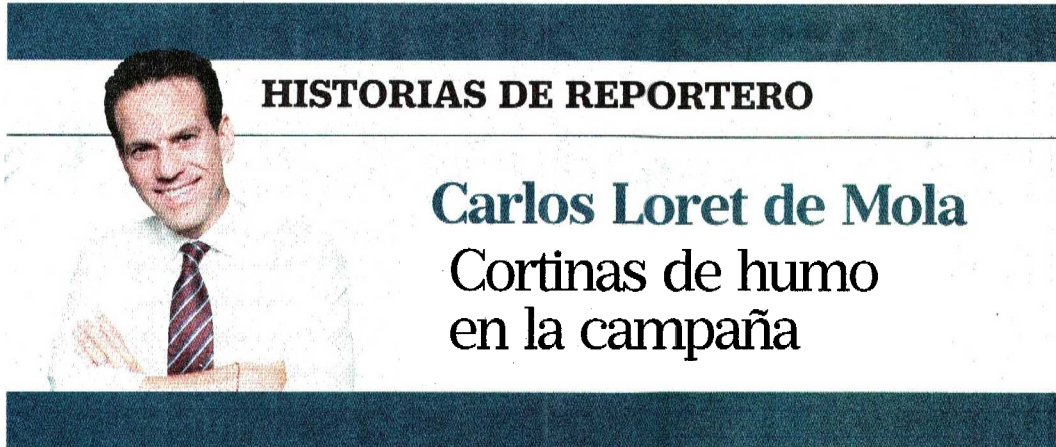 HISTORIAS DE REPORTERO
Carlos Loret de Mola
Cortinas de humo
en la campaña